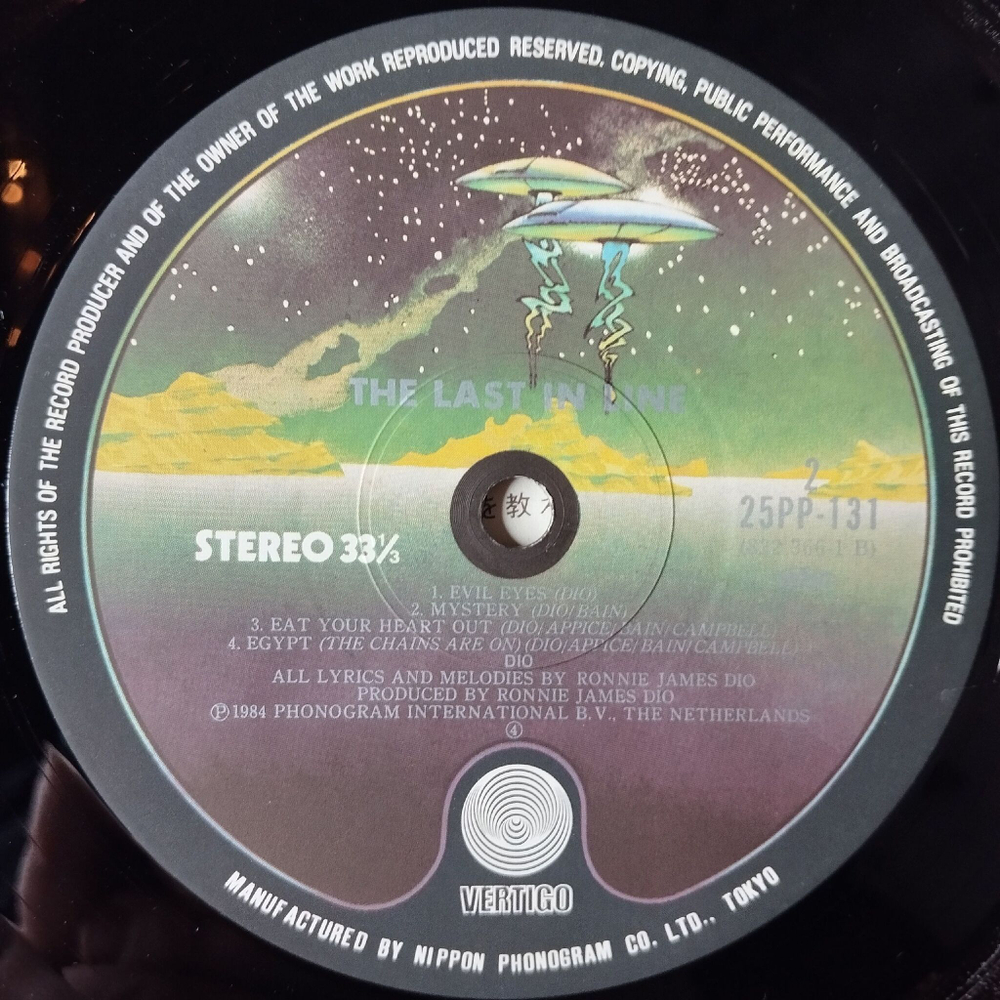 ALL RIGHTS OF THE RECORD PRODUCER AND OF THE OWNER OF THE WORK REPRODUCED RESERVED. COPYING, PUBLIC PERFORMANCE AND BROADCASTING OF THIS RECORD PROHIBITED
THE LAST IN LINE
2
25PP-131
を教
STEREO 33⅓
1. EVIL EYES (DIO)
2. MYSTERY (DIO/BAIN)
3. EAT YOUR HEART OUT (DIO/APPICE/BAIN/CAMPBELL)
4. EGYPT (THE CHAINS ARE ON) (DIO/APPICE/BAIN/CAMPBELL)
DIO
ALL LYRICS AND MELODIES BY RONNIE JAMES DIO
PRODUCED BY RONNIE JAMES DIO
℗1984 PHONOGRAM INTERNATIONAL B.V., THE NETHERLANDS
④
VERTIGO
MANUFACTURED BY NIPPON PHONOGRAM CO. LTD., TOKYO